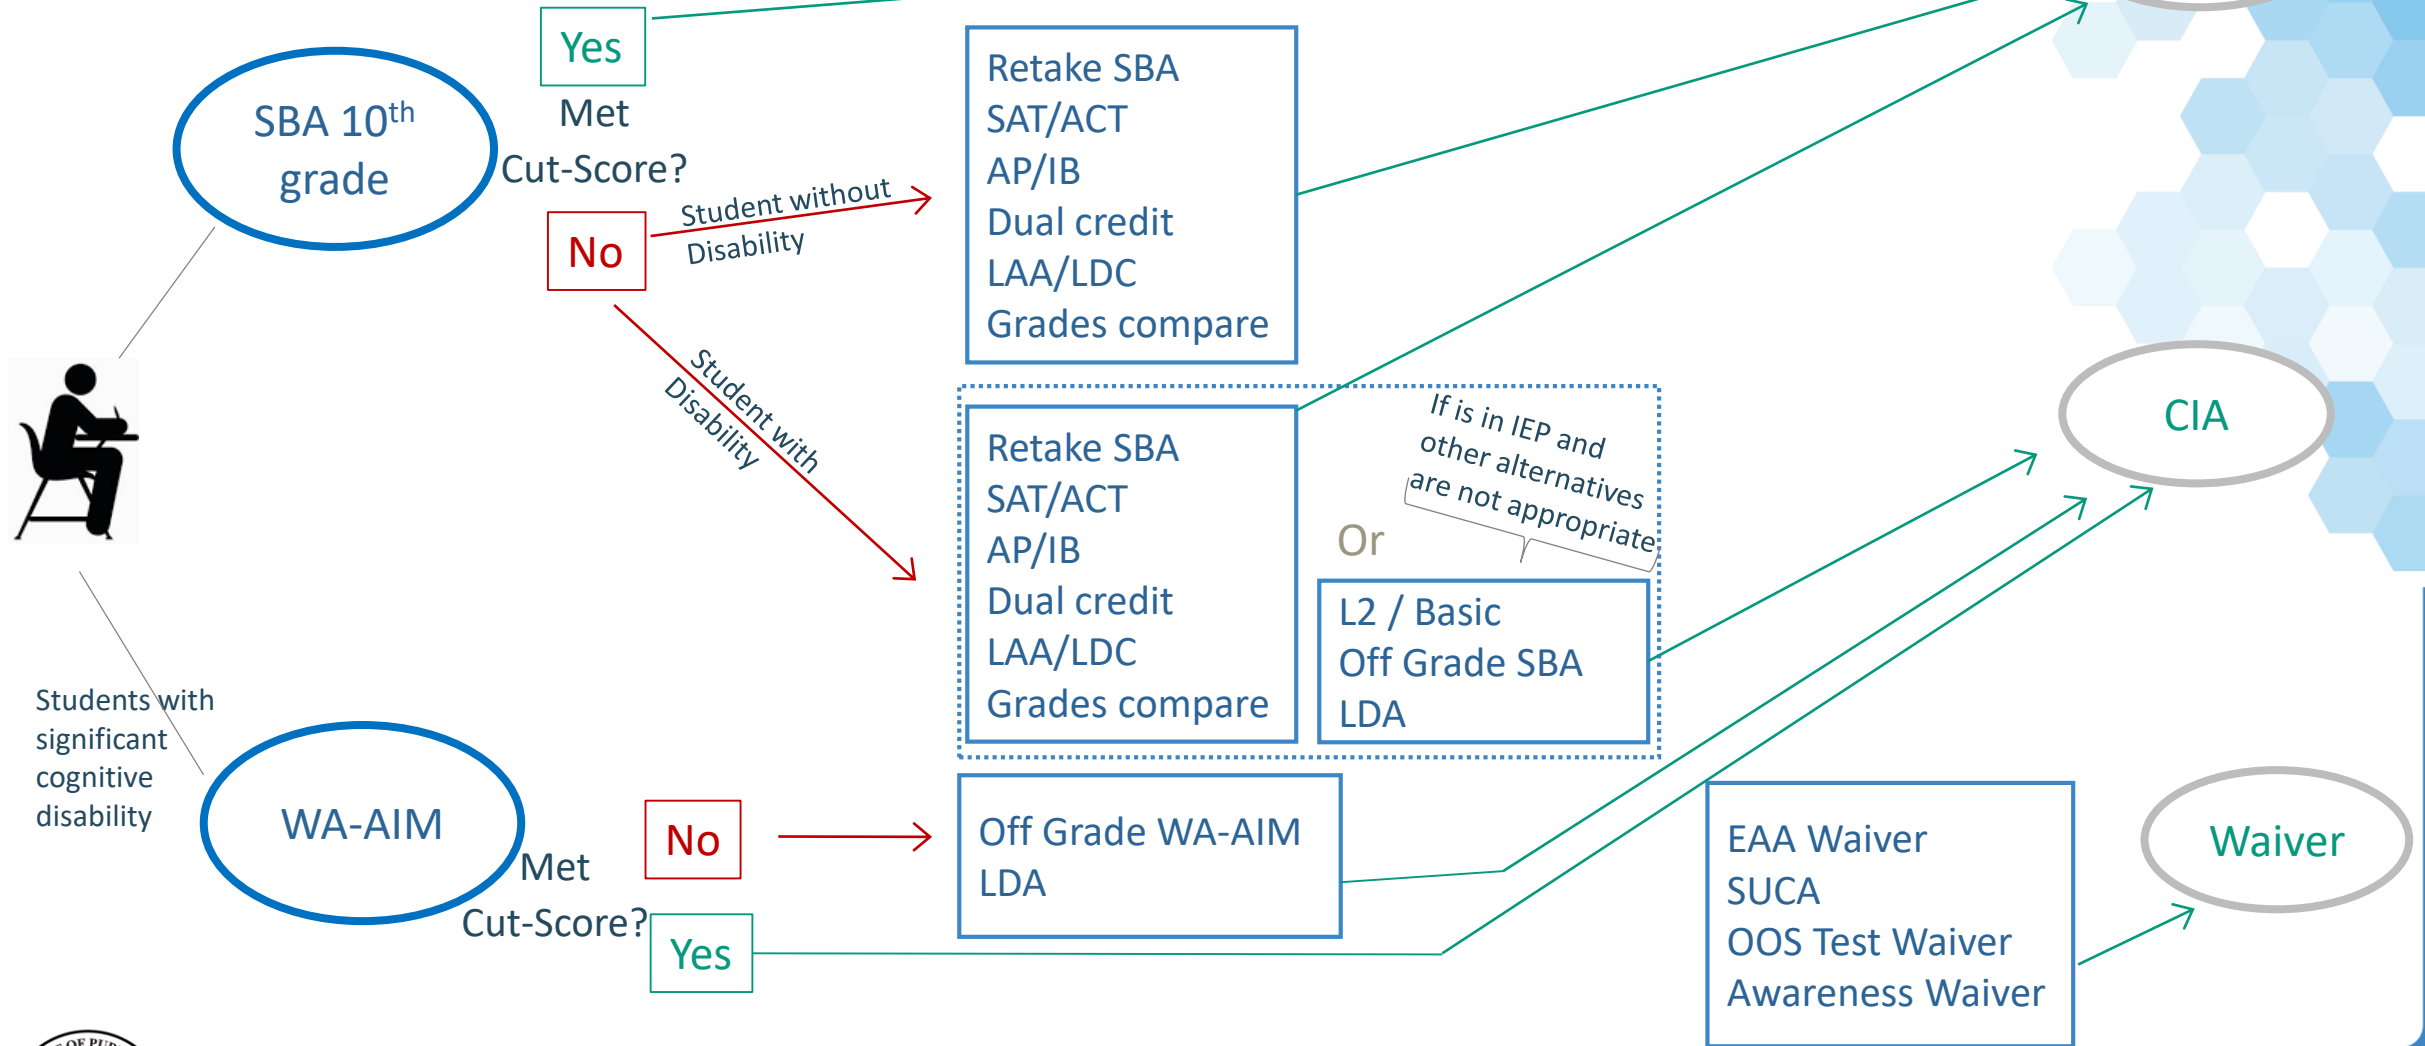 Yes
Met
Cut-Score?
No
SBA 10th
grade
Student without
Disability
Student with
Disability
Retake SBA
SAT/ACT
AP/IB
Dual credit
LAA/LDC
Grades compare
Retake SBA
SAT/ACT
AP/IB
Dual credit
LAA/LDC
Grades compare
Or
If is in IEP and
other alternatives
are not appropriate
L2 / Basic
Off Grade SBA
LDA
CIA
Students with
significant
cognitive
disability
WA-AIM
Met
Cut-Score?
No
Yes
Off Grade WA-AIM
LDA
EAA Waiver
SUCA
OOS Test Waiver
Awareness Waiver
Waiver